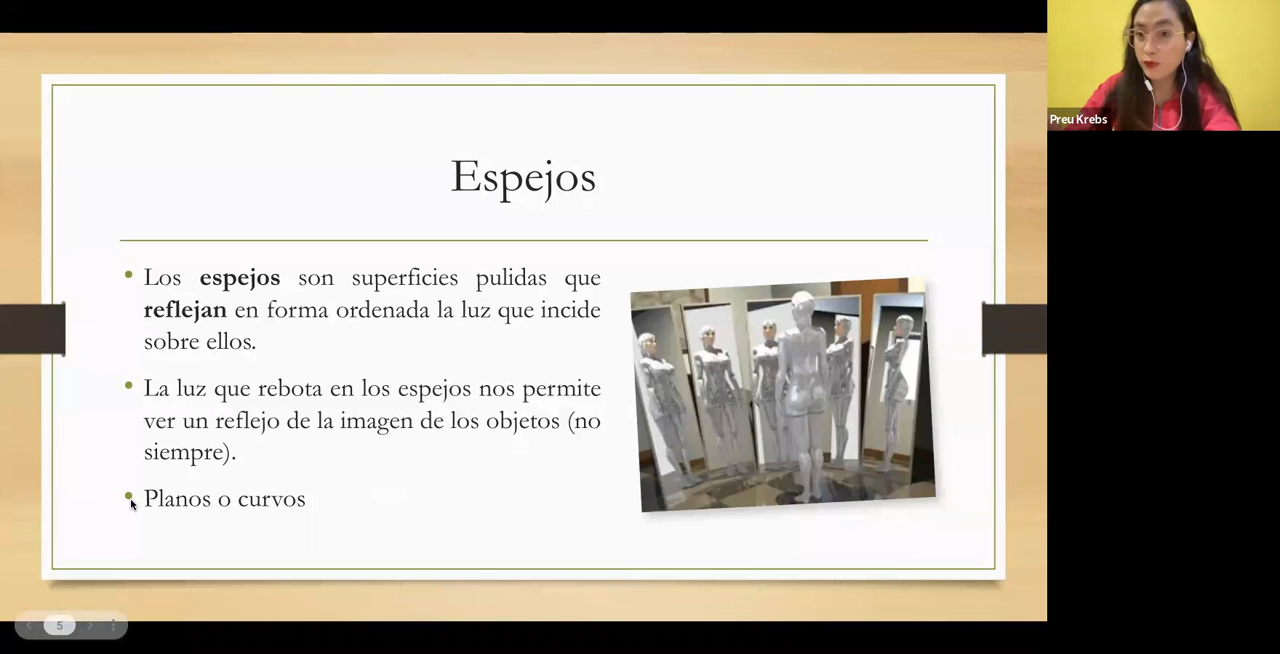 Espejos
Los espejos son superficies pulidas que
reflejan en forma ordenada la luz que incide
sobre ellos.
La luz que rebota en los espejos nos permite
ver un reflejo de la imagen de los objetos (no
siempre).
Planos o curvos
Preu Krebs
5